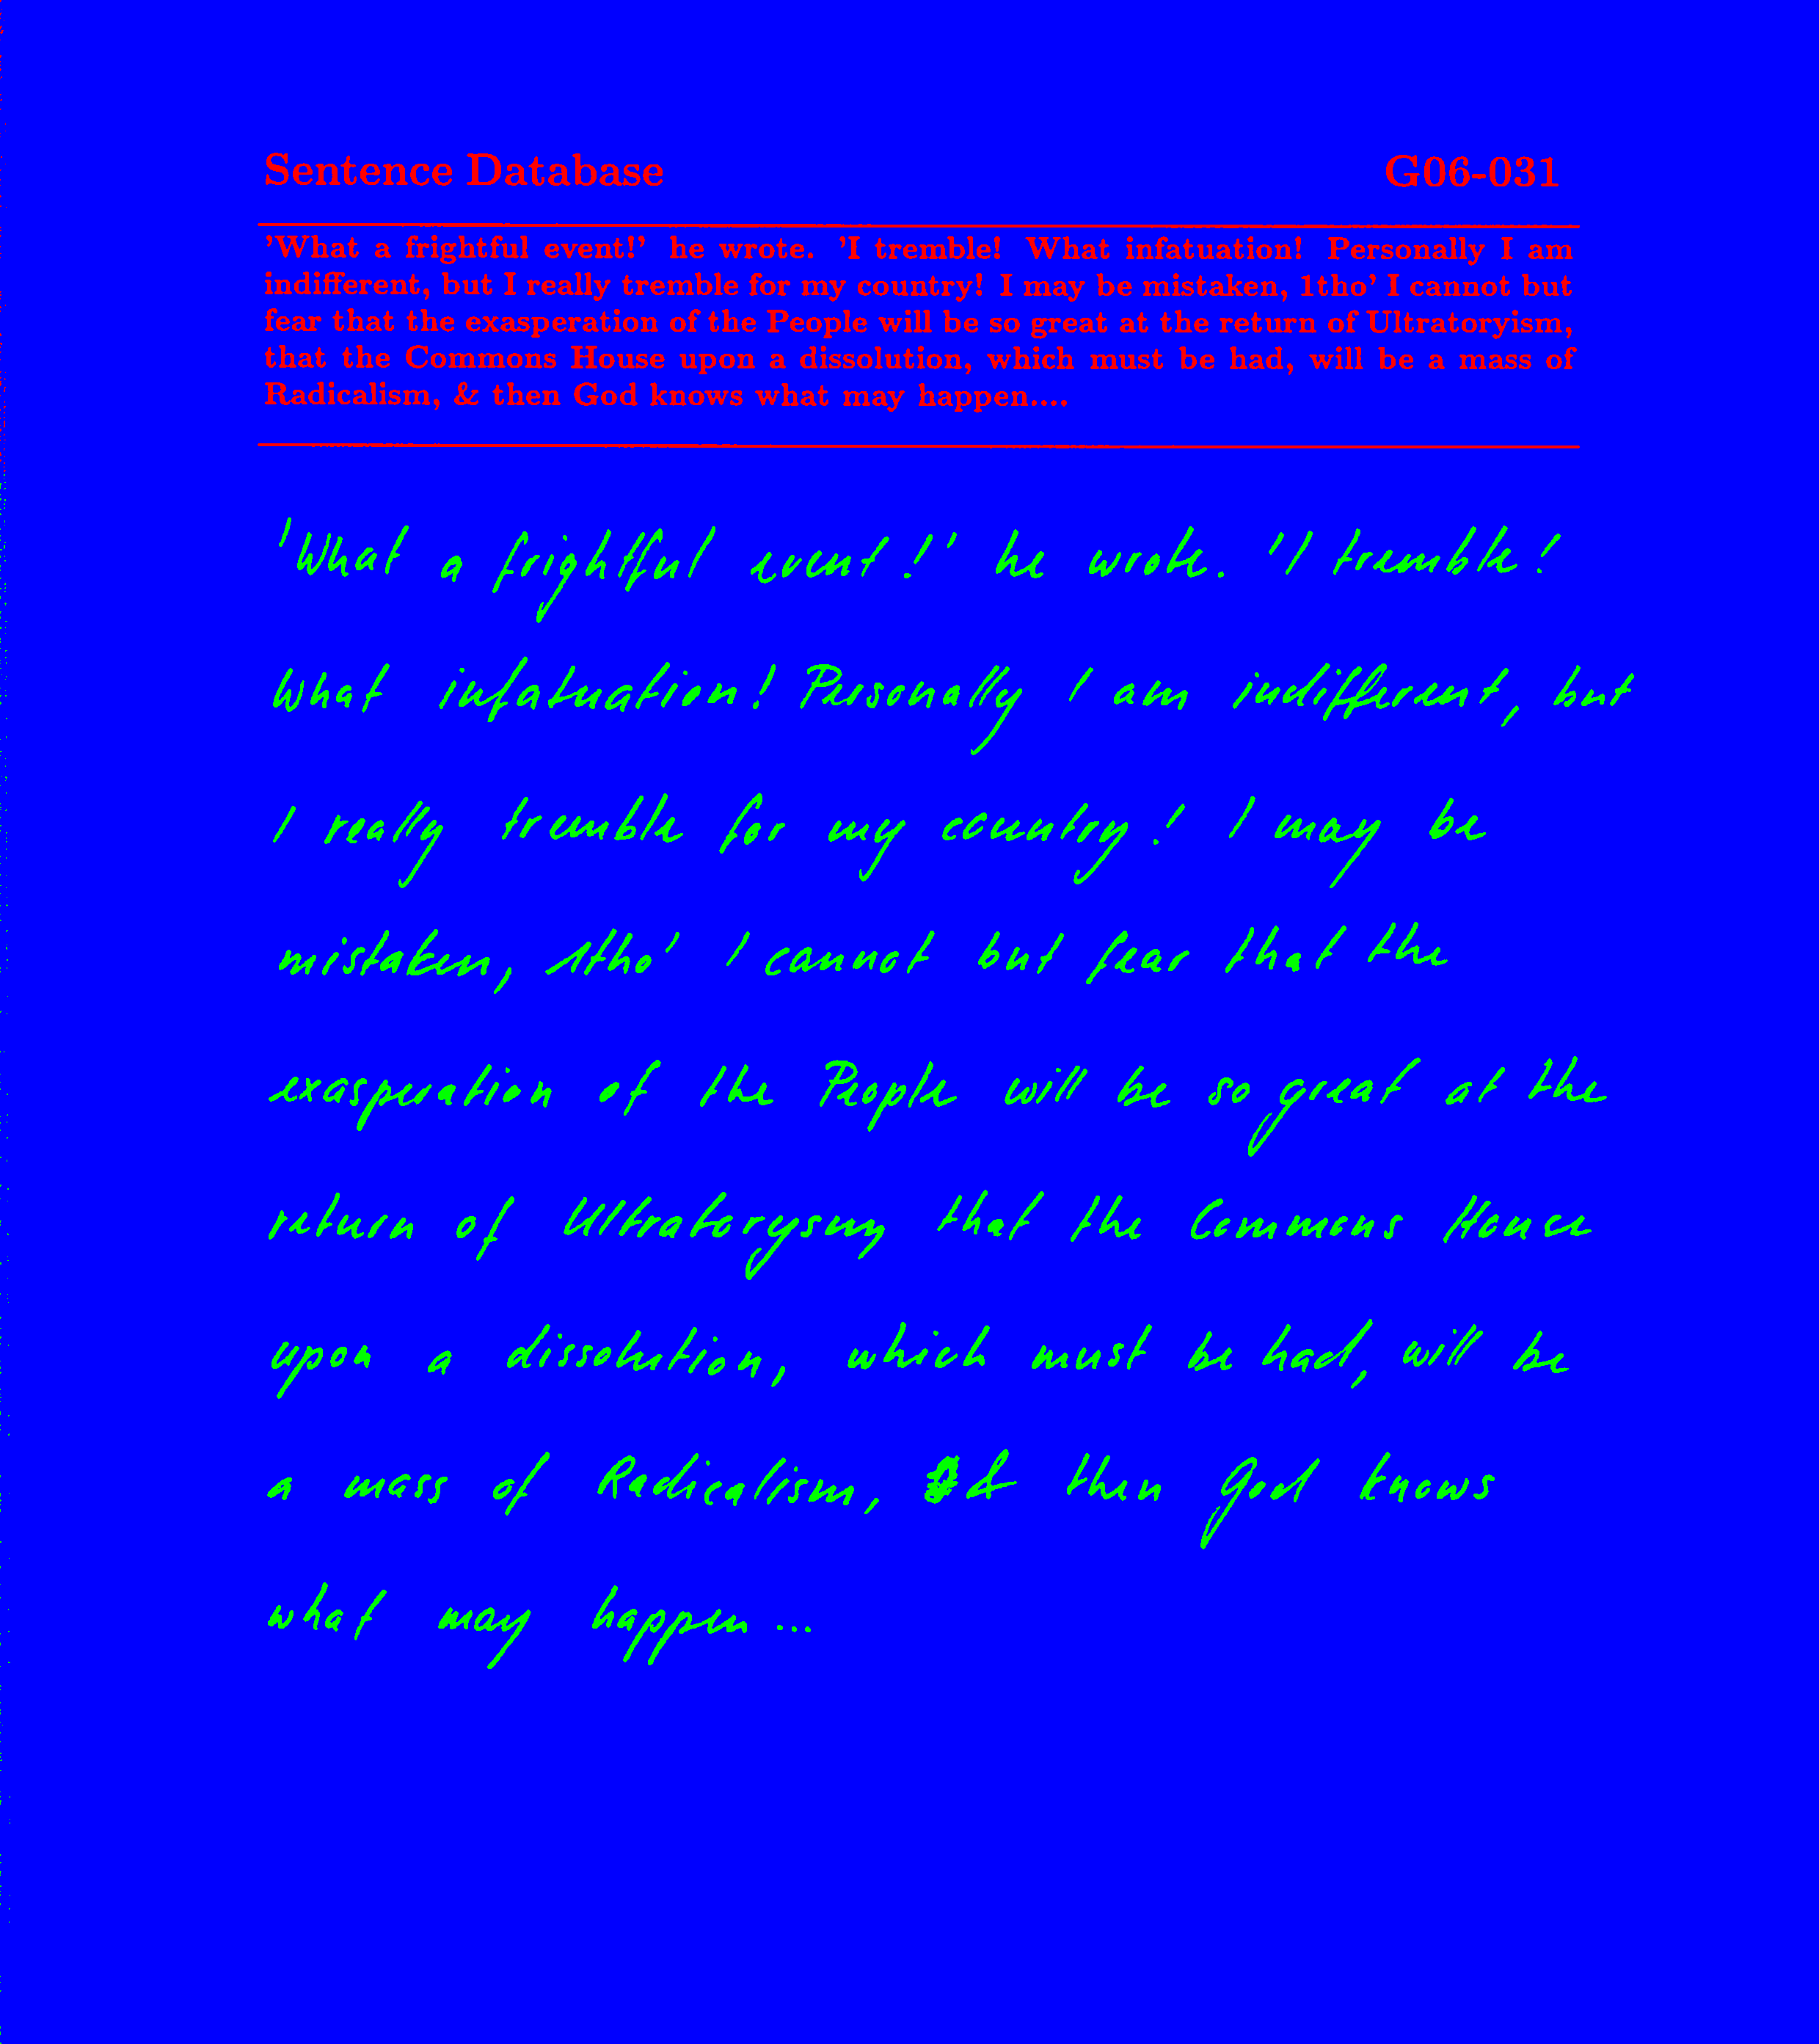 Sentence Database G06-031
'What a frightful event!' he wrote. 'I tremble! What infatuation! Personally I am
indifferent, but I really tremble for my country! I may be mistaken, 1tho' I cannot but
fear that the exasperation of the People will be so great at the return of Ultratoryism,
that the Commons House upon a dissolution, which must be had, will be a mass of
Radicalism, & then God knows what may happen....
'What a frightful event!' he wrote. 'I tremble!
What infatuation! Personally I am indifferent, but
I really tremble for my country! I may be
mistaken, 1tho' I cannot but fear that the
exasperation of the People will be so great at the
return of Ultratorysm, that the Commons House
upon a dissolution, which must be had, will be
a mass of Radicalism, & then God knows
what may happen...